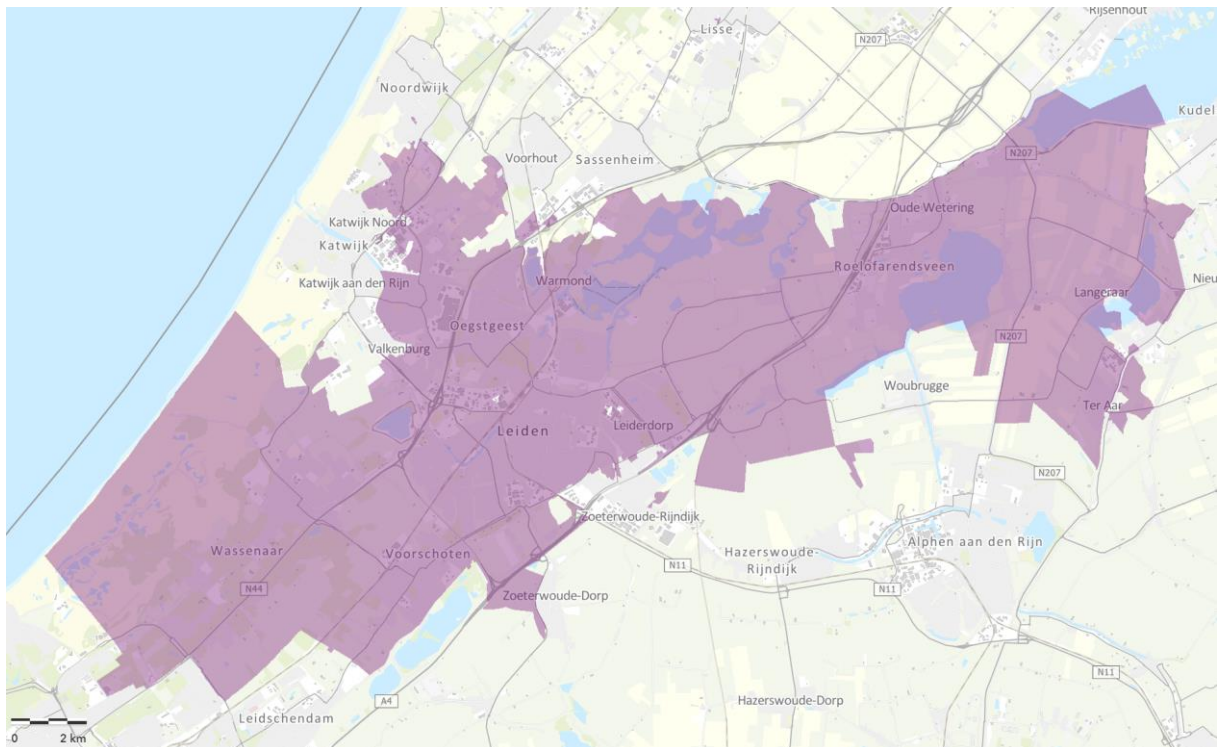 Rijsenhout
Lisse
N207
Noordwijk
Kudel
Voorhout
Sassenheim
N207
Katwijk Noord
Oude Wetering
Katwijk
Roelofarendsveen
Katwijk aan den Rijn
Warmond
Nieu
Langeraar
Oegstgeest
N207
Valkenburg
Woubrugge
Ter Aar
Leiden
Leiderdorp
N207
Zoeterwoude-Rijndijk
Wassenaar
Voorschoten
Hazerswoude-
Rijndijk
Alphen aan den Rijn
N11
N44
Zoeterwoude-Dorp
N11
N11
A4
Hazerswoude-Dorp
Leidschendam
0 2 km